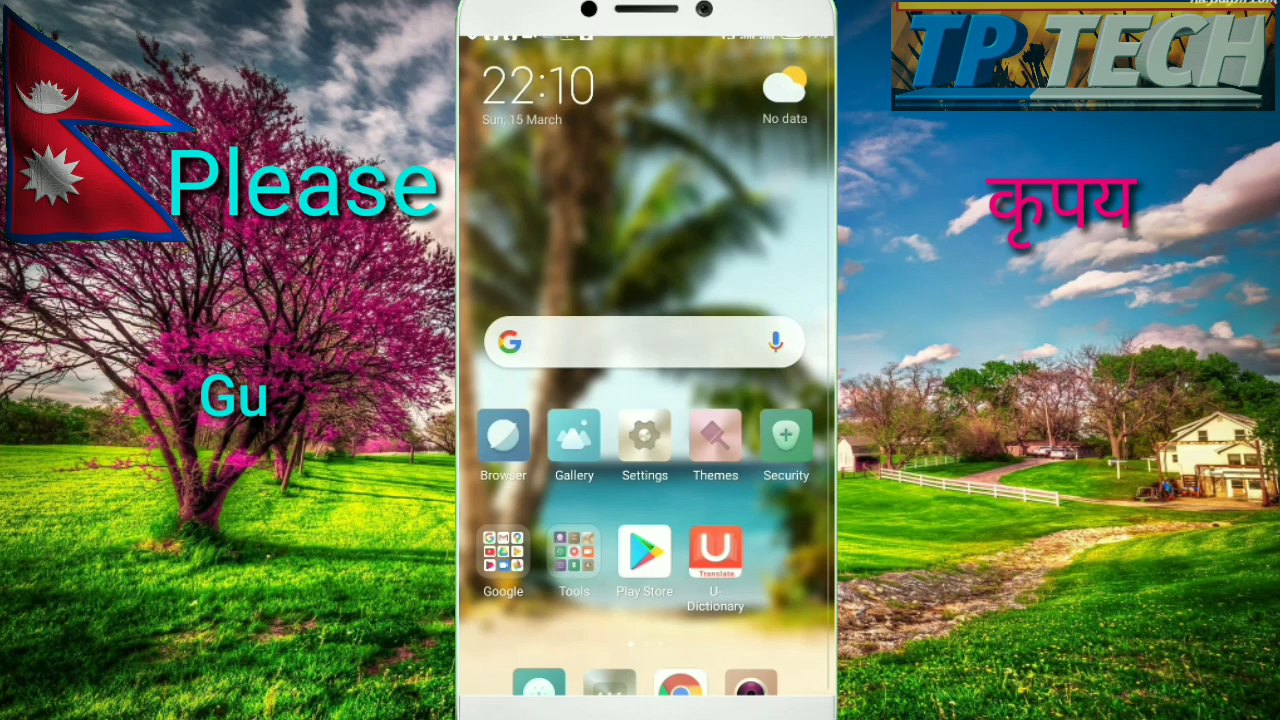 TP TECH
Please
कृपय
Gu
22:10
Sun, 15 March
No data
Browser
Gallery
Settings
Themes
Security
Google
Tools
Play Store
U-
Dictionary
U
Translate